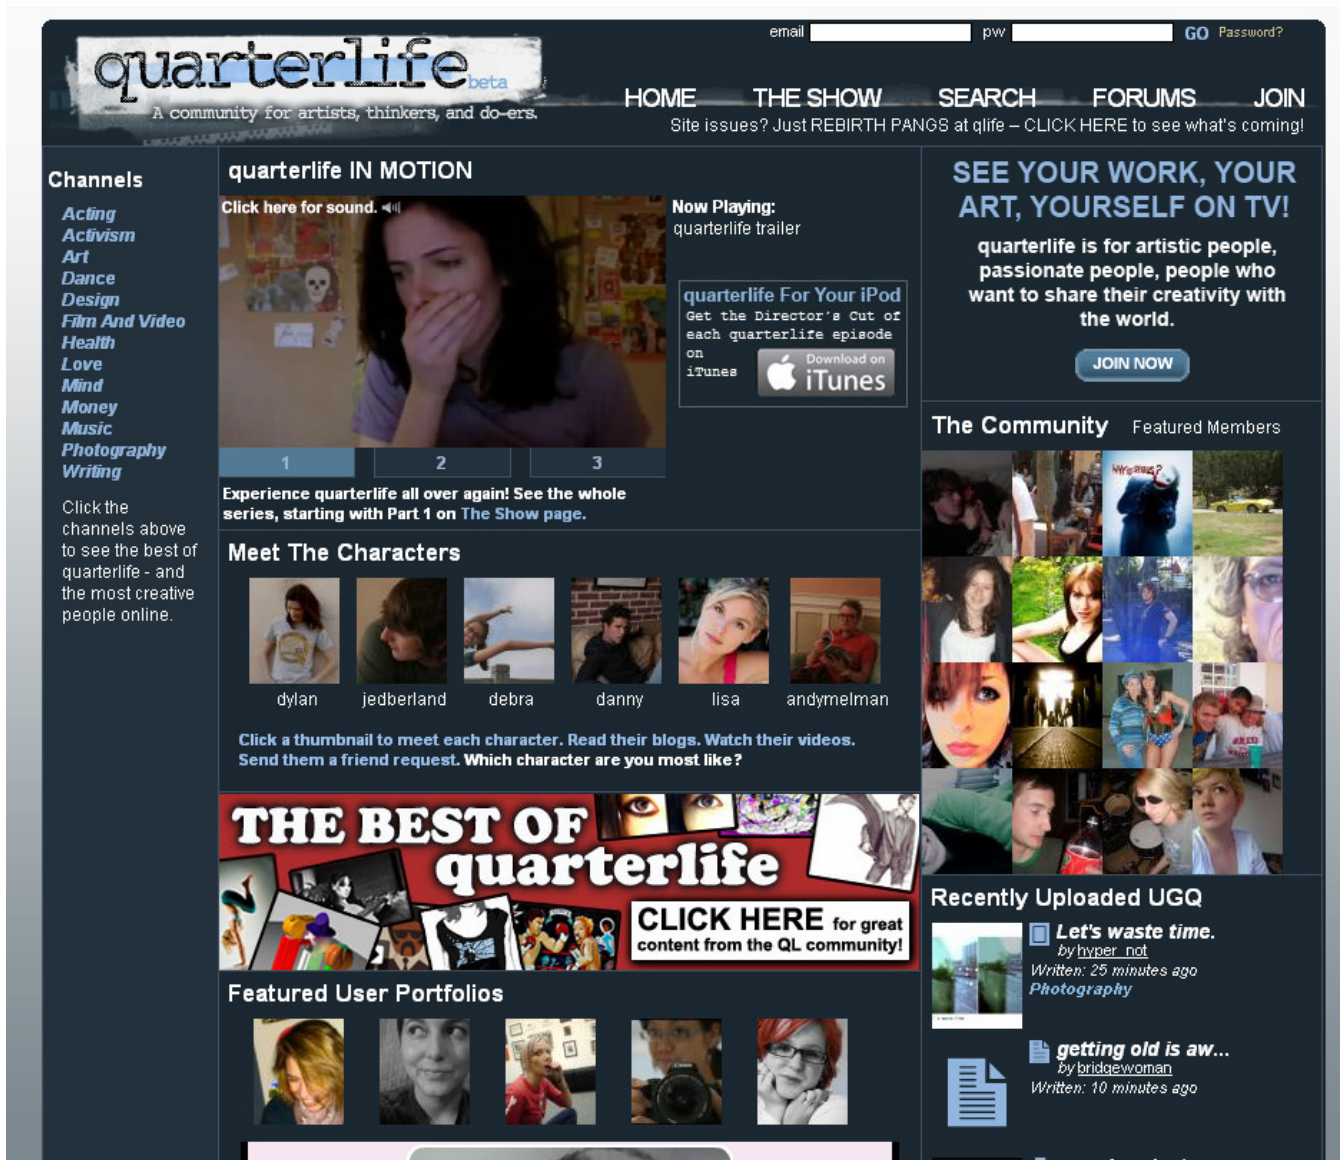 email
pw
GO Password?
quarterlife beta
A community for artists, thinkers, and do-ers.
HOME THE SHOW SEARCH FORUMS JOIN
Site issues? Just REBIRTH PANGS at qlife – CLICK HERE to see what's coming!
Channels
Acting
Activism
Art
Dance
Design
Film And Video
Health
Love
Mind
Money
Music
Photography
Writing
Click the
channels above
to see the best of
quarterlife - and
the most creative
people online.
quarterlife IN MOTION
Click here for sound.
Now Playing:
quarterlife trailer
quarterlife For Your iPod
Get the Director's Cut of
each quarterlife episode
on
iTunes
Download on
iTunes
1 2 3
Experience quarterlife all over again! See the whole
series, starting with Part 1 on The Show page.
Meet The Characters
dylan jedberland debra danny lisa andymelman
Click a thumbnail to meet each character. Read their blogs. Watch their videos.
Send them a friend request. Which character are you most like?
THE BEST OF
quarterlife
CLICK HERE for great
content from the QL community!
Featured User Portfolios
SEE YOUR WORK, YOUR
ART, YOURSELF ON TV!
quarterlife is for artistic people,
passionate people, people who
want to share their creativity with
the world.
JOIN NOW
The Community Featured Members
Recently Uploaded UGQ
Let's waste time.
by hyper_not
Written: 25 minutes ago
Photography
getting old is aw...
by bridgewoman
Written: 10 minutes ago